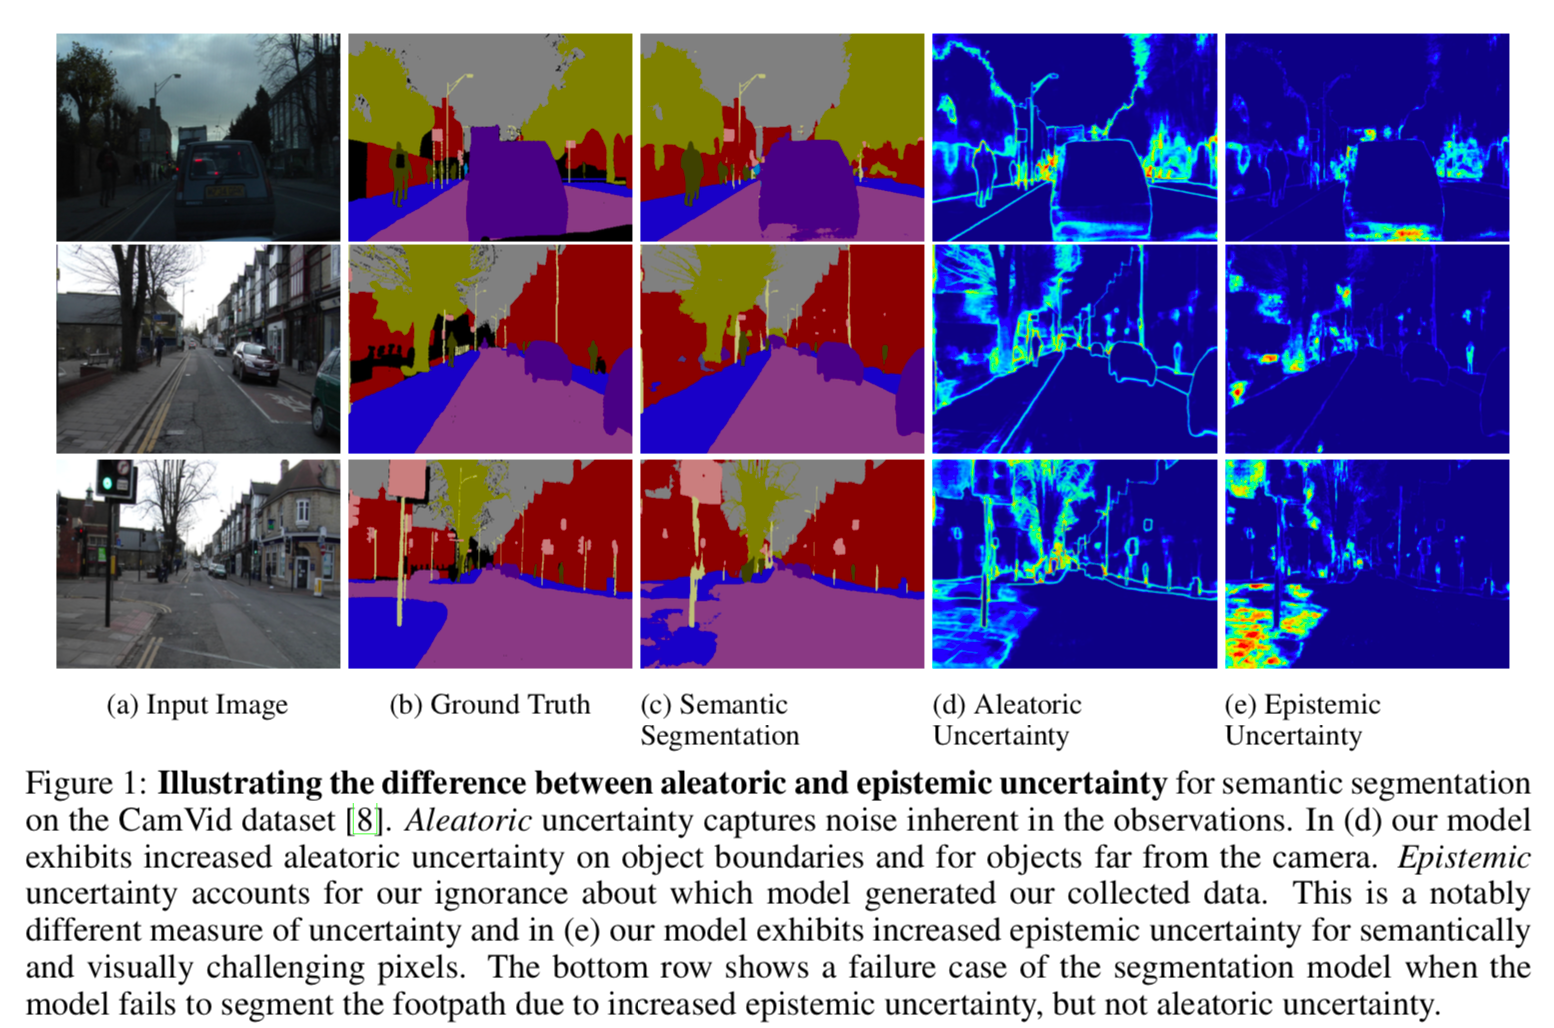 (a) Input Image
(b) Ground Truth
(c) Semantic
Segmentation
(d) Aleatoric
Uncertainty
(e) Epistemic
Uncertainty
Figure 1: Illustrating the difference between aleatoric and epistemic uncertainty for semantic segmentation
on the CamVid dataset [8]. Aleatoric uncertainty captures noise inherent in the observations. In (d) our model
exhibits increased aleatoric uncertainty on object boundaries and for objects far from the camera. Epistemic
uncertainty accounts for our ignorance about which model generated our collected data. This is a notably
different measure of uncertainty and in (e) our model exhibits increased epistemic uncertainty for semantically
and visually challenging pixels. The bottom row shows a failure case of the segmentation model when the
model fails to segment the footpath due to increased epistemic uncertainty, but not aleatoric uncertainty.